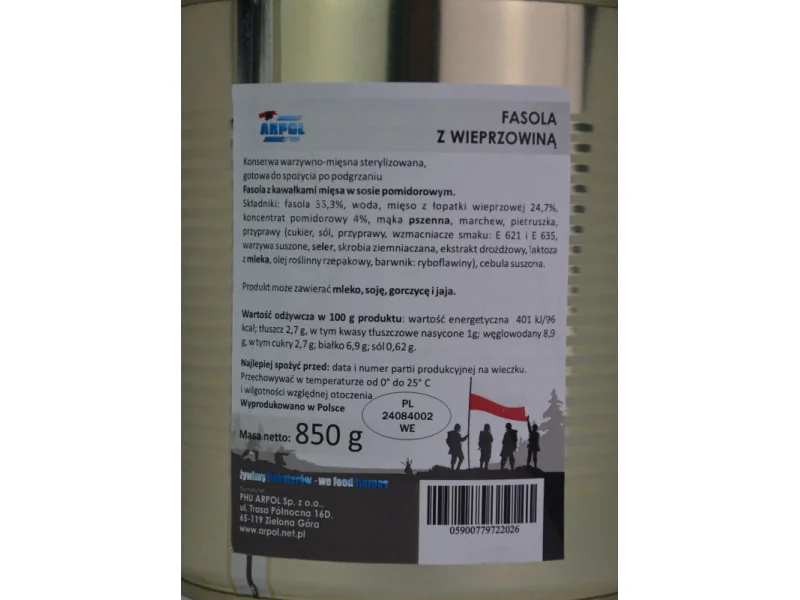 ARPOL
FASOLA
Z WIEPRZOWINĄ
Konserwa warzywno-mięsna sterylizowana,
gotowa do spożycia po podgrzaniu
Fasola z kawałkami mięsa w sosie pomidorowym.
Składniki: fasola 35,3%, woda, mięso z łopatki wieprzowej 24,7%,
koncentrat pomidorowy 4%, mąka pszenna, marchew, pietruszka,
przyprawy (cukier, sól, przyprawy, wzmacniacze smaku: E 621 i E 635,
warzywa suszone, seler, skrobia ziemniaczana, ekstrakt drożdżowy, laktoza
z mleka, olej roślinny rzepakowy, barwnik: ryboflawiny), cebula suszona.
Produkt może zawierać mleko, soję, gorczycę i jaja.
Wartość odżywcza w 100 g produktu: wartość energetyczna 401 kJ/96
kcal; tłuszcz 2,7 g, w tym kwasy tłuszczowe nasycone 1g; węglowodany 8,9
g, w tym cukry 2,7 g; białko 6,9 g; sól 0,62 g.
Najlepiej spożyć przed: data i numer partii produkcyjnej na wieczku.
Przechowywać w temperaturze od 0° do 25° C
i wilgotności względnej otoczenia
Wyprodukowano w Polsce
PL
24084002
WE
Masa netto: 850 g
żywimy bohaterów - we feed heroes
PHU ARPOL Sp. z o.o.,
ul. Trasa Północna 16D,
65-119 Zielona Góra
www.arpol.net.pl
05900779722026